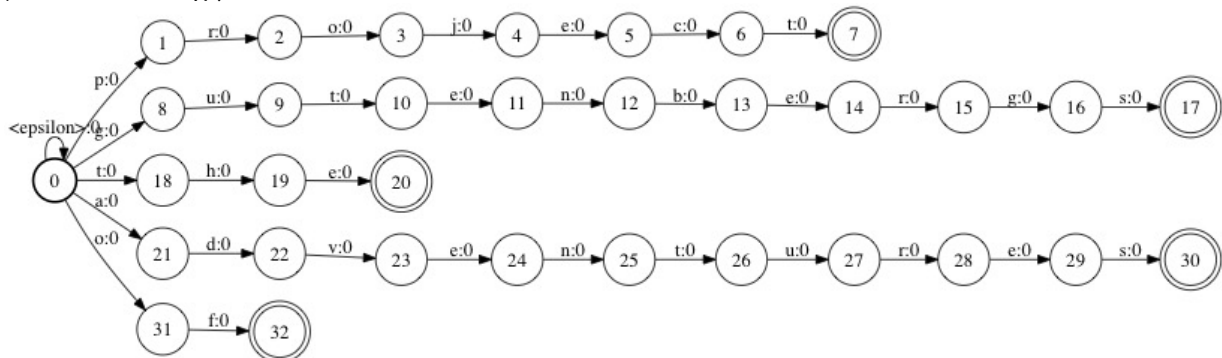 1 r:0 2 o:0 3 j:0 4 e:0 5 c:0 6 t:0 7
p:0
8 u:0 9 t:0 10 e:0 11 n:0 12 b:0 13 e:0 14 r:0 15 g:0 16 s:0 17
<epsilon>:0 g:0
0 t:0 18 h:0 19 e:0 20
a:0
21 d:0 22 v:0 23 e:0 24 n:0 25 t:0 26 u:0 27 r:0 28 e:0 29 s:0 30
o:0
31 f:0 32